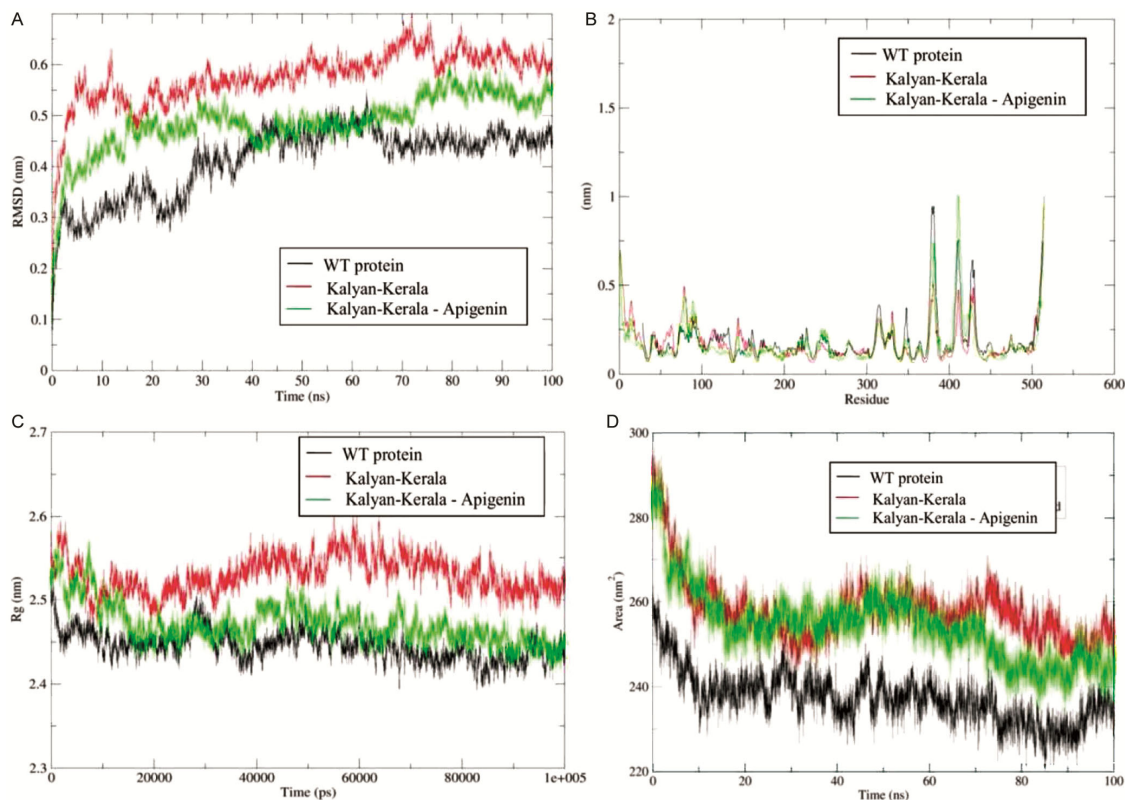 A
RMSD (nm)
0.6
0.5
0.4
0.3
0.2
0.1
0
WT protein
Kalyan-Kerala
Kalyan-Kerala - Apigenin
0 10 20 30 40 50 60 70 80 90 100
Time (ns)
B
(nm)
2
1.5
1
0.5
0
WT protein
Kalyan-Kerala
Kalyan-Kerala - Apigenin
0 100 200 300 400 500 600
Residue
C
Rg
2.7
2.6
2.5
2.4
2.3
WT protein
Kalyan-Kerala
Kalyan-Kerala - Apigenin
0 20000 40000 60000 80000 1e+005
Time (ps)
D
Area (nm²)
300
280
260
240
220
WT protein
Kalyan-Kerala
Kalyan-Kerala - Apigenin
d
0 20 40 60 80 100
Time (ns)